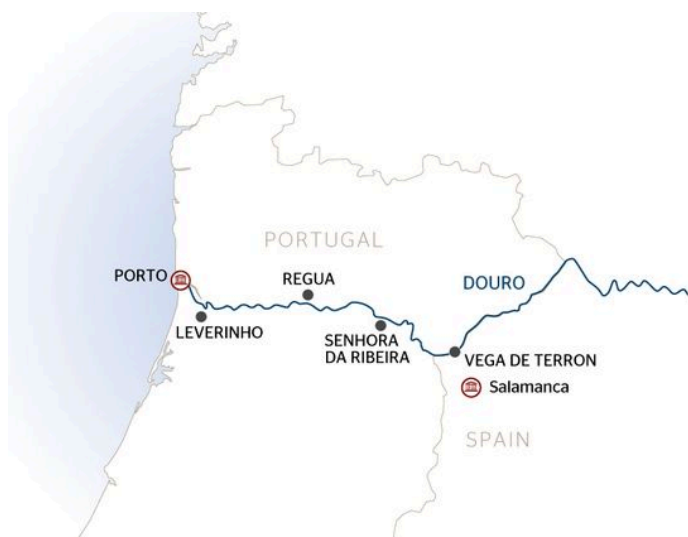 PORTUGAL
PORTO
REGUA
DOURO
LEVERINHO
SENHORA
DA RIBEIRA
VEGA DE TERRON
Salamanca
SPAIN